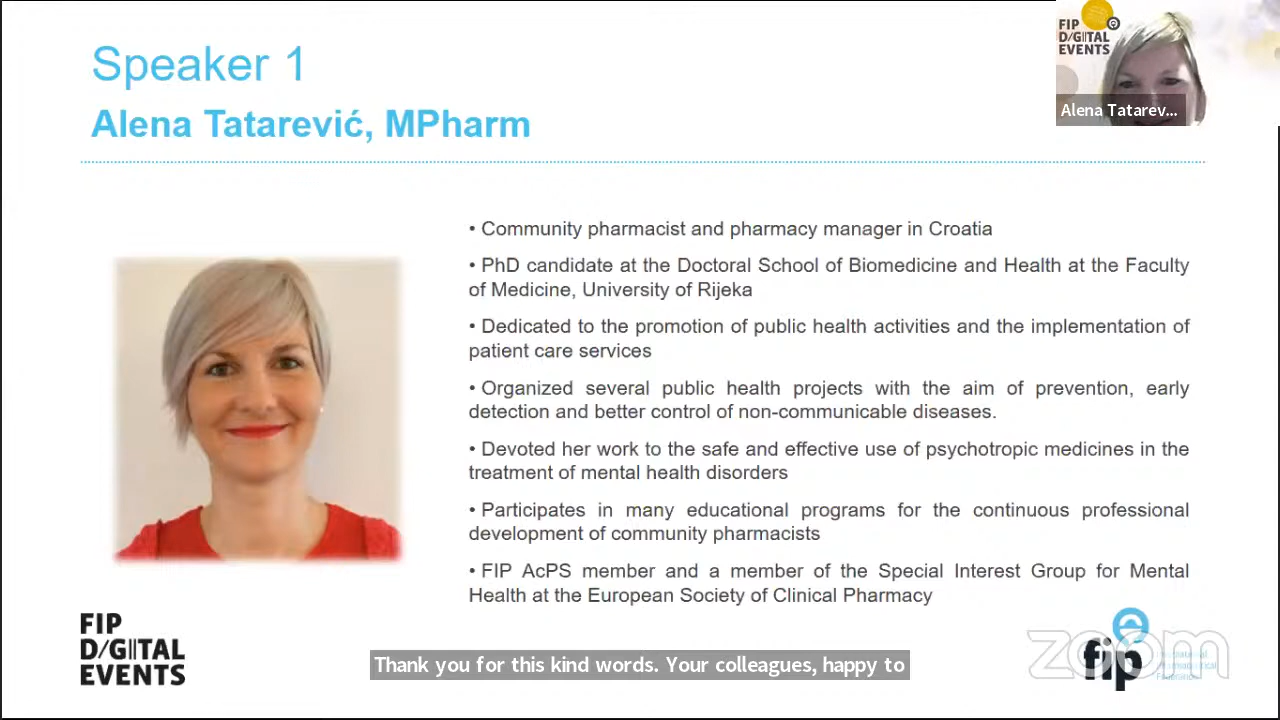 Speaker 1
Alena Tatarević, MPharm
FIP
D/GITAL
EVENTS
Alena Tatarev...
• Community pharmacist and pharmacy manager in Croatia
• PhD candidate at the Doctoral School of Biomedicine and Health at the Faculty
of Medicine, University of Rijeka
• Dedicated to the promotion of public health activities and the implementation of
patient care services
• Organized several public health projects with the aim of prevention, early
detection and better control of non-communicable diseases.
• Devoted her work to the safe and effective use of psychotropic medicines in the
treatment of mental health disorders
• Participates in many educational programs for the continuous professional
development of community pharmacists
• FIP AcPS member and a member of the Special Interest Group for Mental
Health at the European Society of Clinical Pharmacy
FIP
D/GITAL
EVENTS
Thank you for this kind words. Your colleagues, happy to
zoom
fip